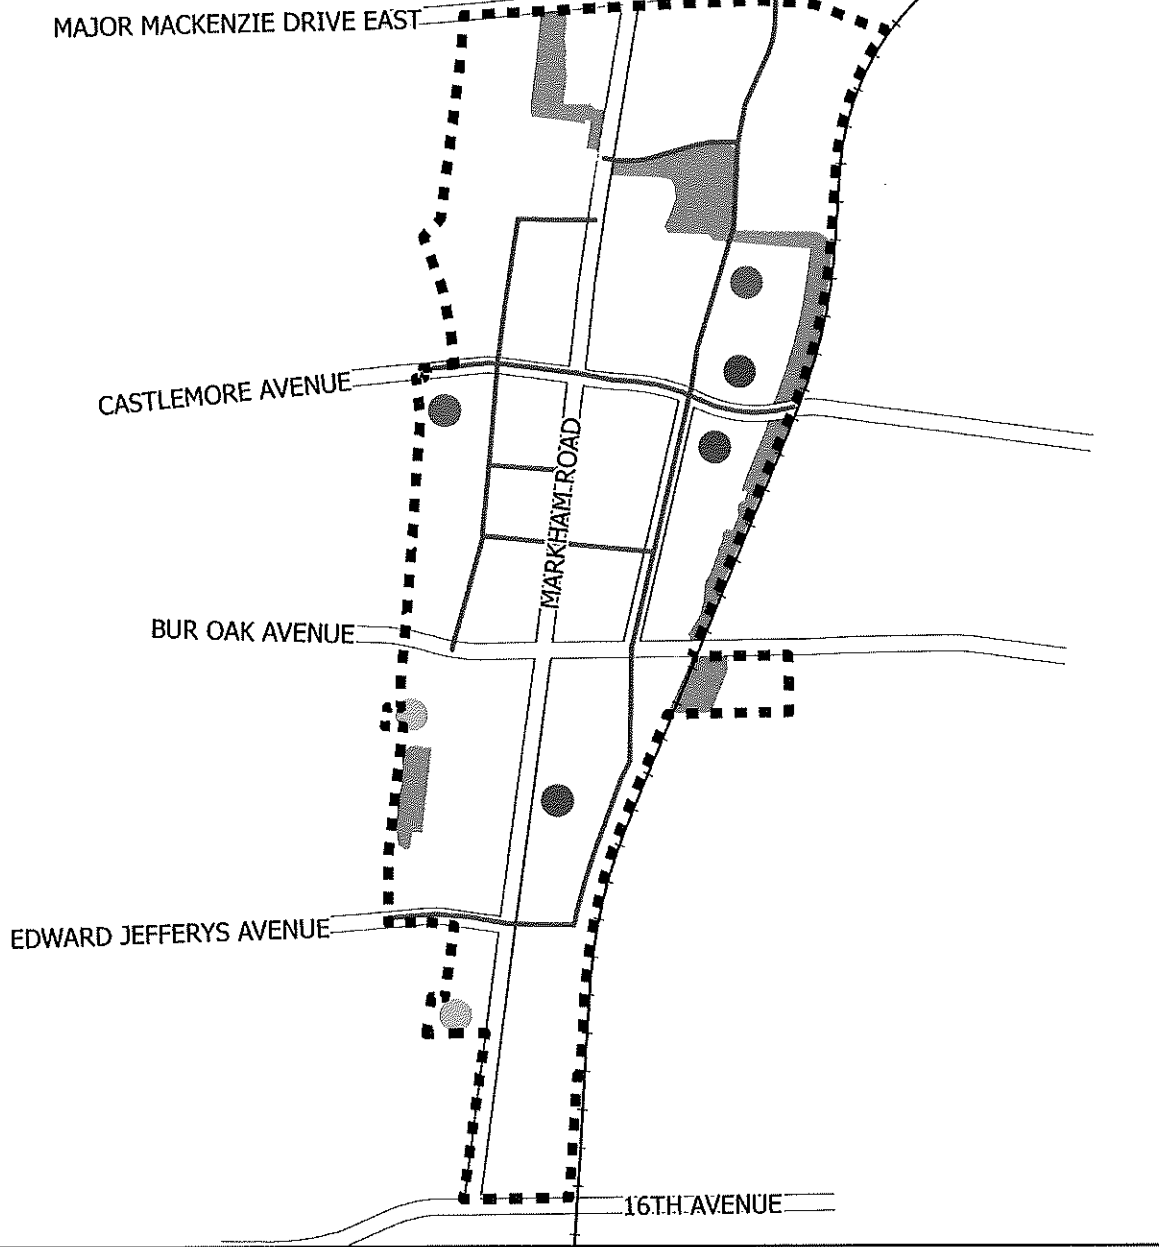 MAJOR MACKENZIE DRIVE EAST
CASTLEMORE AVENUE
MARKHAM ROAD
BUR OAK AVENUE
EDWARD JEFFERYS AVENUE
16TH AVENUE